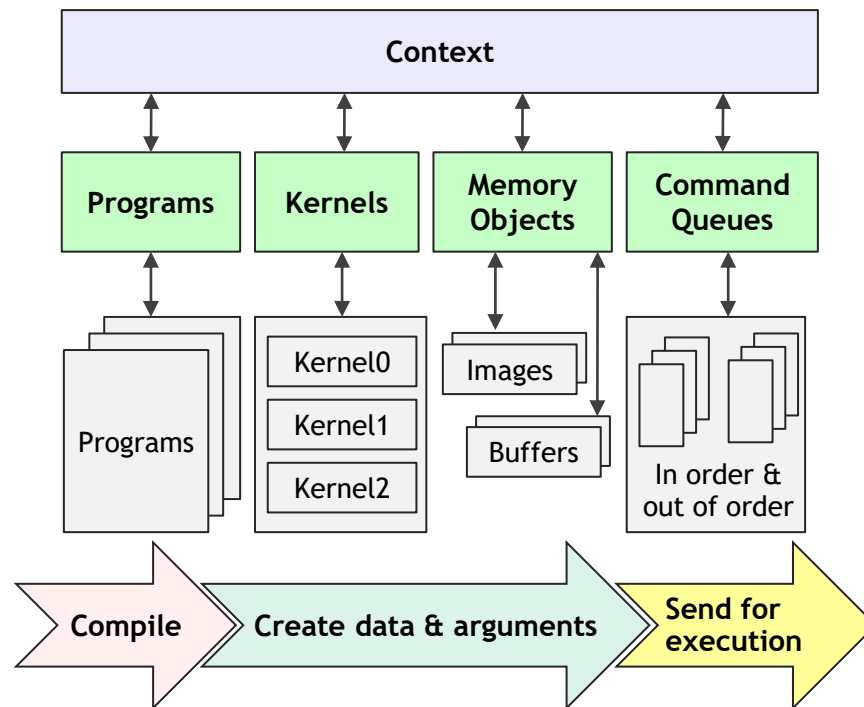 Context
Programs
Kernels
Memory
Objects
Command
Queues
Programs
Kernel0
Kernel1
Kernel2
Images
Buffers
In order &
out of order
Compile
Create data & arguments
Send for
execution